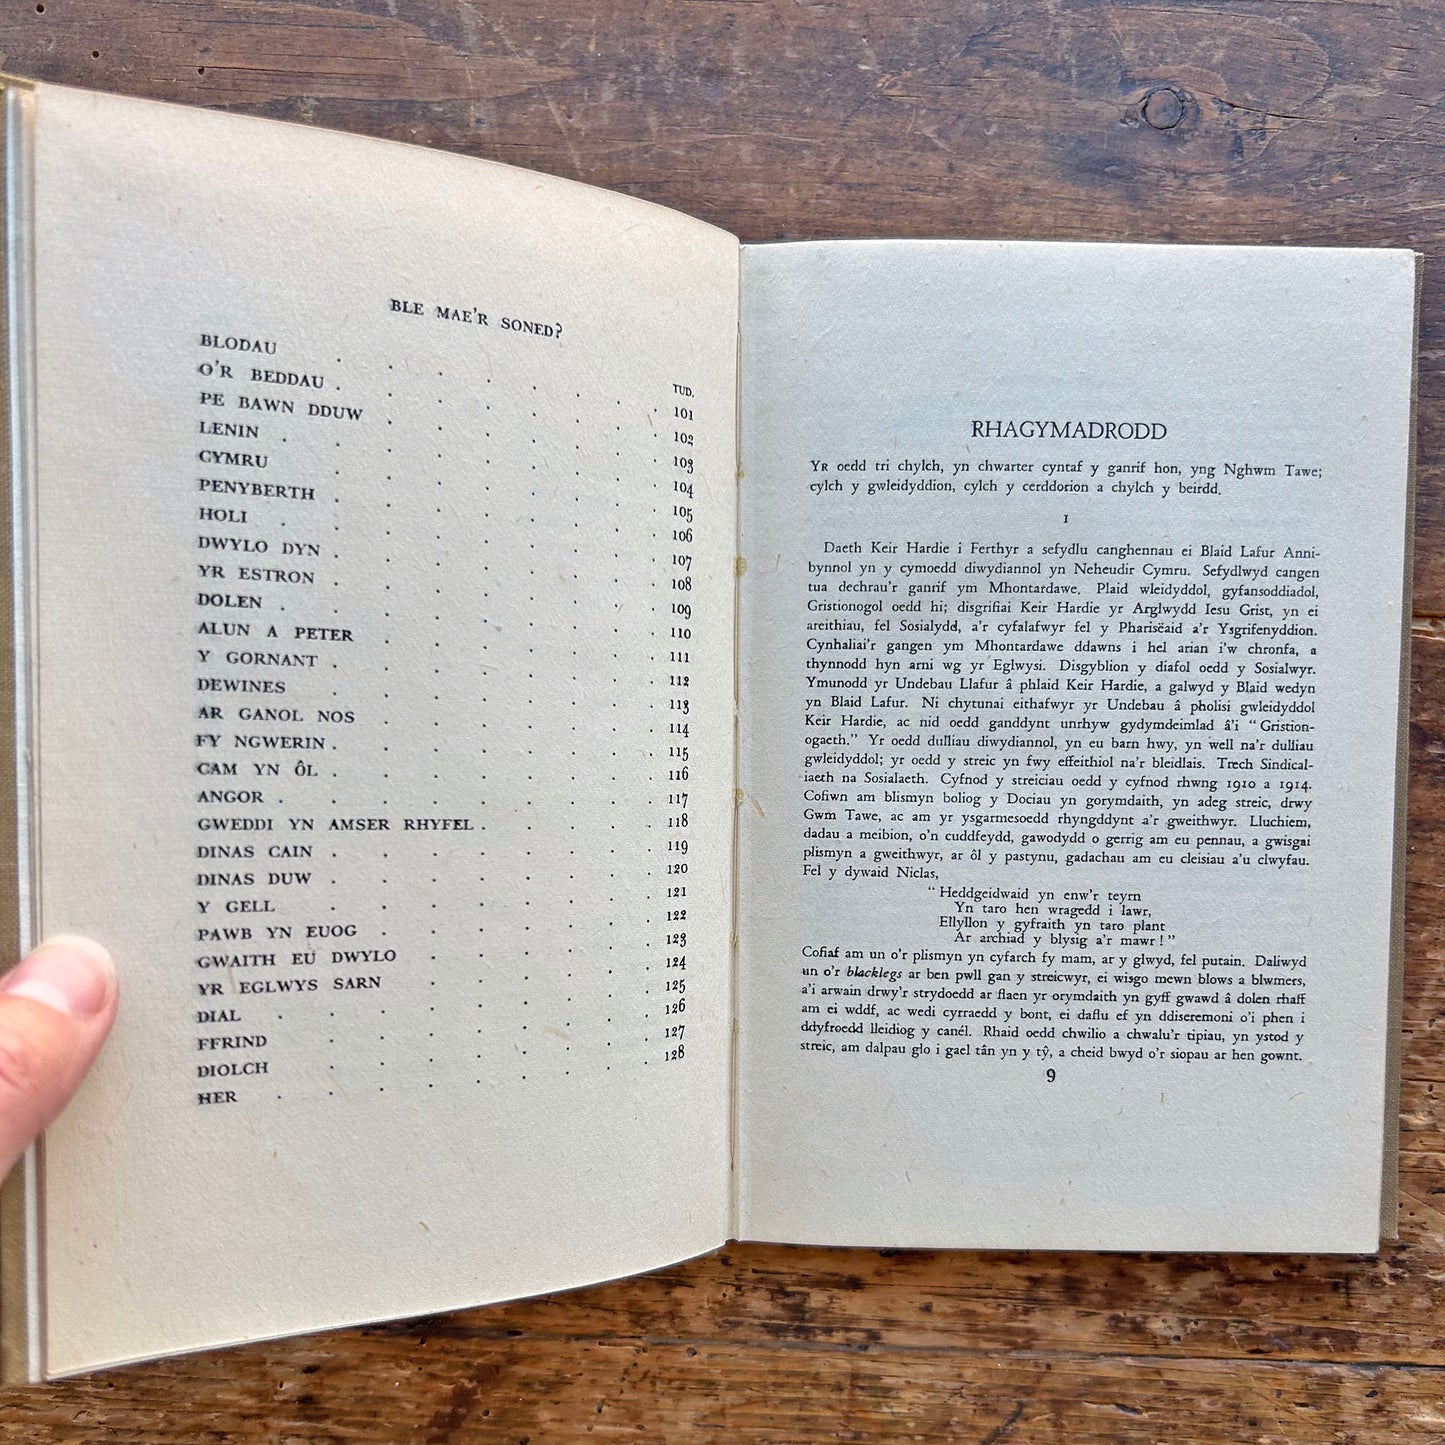 BLE MAE'R SONED?
TUD.
BLODAU . . . . . . . . 101
O'R BEDDAU . . . . . . . 102
PE BAWN DDUW . . . . . . 103
LENIN . . . . . . . . 104
CYMRU . . . . . . . . 105
PENYBERTH . . . . . . . 106
HOLI . . . . . . . . 107
DWYLO DYN . . . . . . . 108
YR ESTRON . . . . . . . 109
DOLEN . . . . . . . . 110
ALUN A PETER . . . . . . 111
Y GORNANT . . . . . . . 112
DEWINES . . . . . . . 113
AR GANOL NOS . . . . . . 114
FY NGWERIN . . . . . . . 115
CAM YN ÔL . . . . . . . 116
ANGOR . . . . . . . . 117
GWEDDI YN AMSER RHYFEL . . . . 118
DINAS CAIN . . . . . . . 119
DINAS DUW . . . . . . . 120
Y GELL . . . . . . . 121
PAWB YN EUOG . . . . . . 122
GWAITH EU DWYLO . . . . . 123
YR EGLWYS SARN . . . . . 124
DIAL . . . . . . . . 125
FFRIND . . . . . . . 126
DIOLCH . . . . . . . 127
HER . . . . . . . . 128
RHAGYMADRODD
YR oedd tri chylch, yn chwarter cyntaf y ganrif hon, yng Nghwm Tawe;
cylch y gwleidyddion, cylch y cerddorion a chylch y beirdd.
I
Daeth Keir Hardie i Ferthyr a sefydlu canghennau ei Blaid Lafur Anni-
bynnol yn y cymoedd diwydiannol yn Neheudir Cymru. Sefydlwyd cangen
tua dechrau'r ganrif ym Mhontardawe. Plaid wleidyddol, gyfansoddiadol,
Gristionogol oedd hi; disgrifiai Keir Hardie yr Arglwydd Iesu Grist, yn ei
areithiau, fel Sosialydd, a'r cyfalafwyr fel y Pharisëaid a'r Ysgrifenyddion.
Cynhaliai'r gangen ym Mhontardawe ddawns i hel arian i'w chronfa, a
thynnodd hyn arni wg yr Eglwysi. Disgyblion y diafol oedd y Sosialwyr.
Ymunodd yr Undebau Llafur â phlaid Keir Hardie, a galwyd y Blaid wedyn
yn Blaid Lafur. Ni chytunai eithafwyr yr Undebau â pholisi gwleidyddol
Keir Hardie, ac nid oedd ganddynt unrhyw gydymdeimlad â'i “ Gristion-
ogaeth.” Yr oedd dulliau diwydiannol, yn eu barn hwy, yn well na'r dulliau
gwleidyddol; yr oedd y streic yn fwy effeithiol na'r bleidlais. Trech Sindical-
iaeth na Sosialaeth. Cyfnod y streiciau oedd y cyfnod rhwng 1910 a 1914.
Cofiwn am blismyn boliog y Dociau yn gorymdaith, yn adeg streic, drwy
Gwm Tawe, ac am yr ysgarmesoedd rhyngddynt a'r gweithwyr. Lluchiem,
dadau a meibion, o'n cuddfeydd, gawodydd o gerrig am eu pennau, a gwisgai
plismyn a gweithwyr, ar ôl y pastynu, gadachau am eu cleisiau a'u clwyfau.
Fel y dywaid Niclas,
“ Heddgeidwaid yn enw'r teyrn
Yn taro hen wragedd i lawr,
Ellyllon y gyfraith yn taro plant
Ar archiad y blysig a'r mawr ! ”
Cofiaf am un o'r plismyn yn cyfarch fy mam, ar y glwyd, fel putain. Daliwyd
un o'r blacklegs ar ben pwll gan y streicwyr, ei wisgo mewn blows a blwmers,
a'i arwain drwy'r strydoedd ar flaen yr orymdaith yn gyff gwawd â dolen rhaff
am ei wddf, ac wedi cyrraedd y bont, ei daflu ef yn ddiseremoni o'i phen i
ddyfroedd lleidiog y canél. Rhaid oedd chwilio a chwalu'r tipiau, yn ystod y
streic, am dalpau glo i gael tân yn y tŷ, a cheid bwyd o'r siopau ar hen gownt.
9